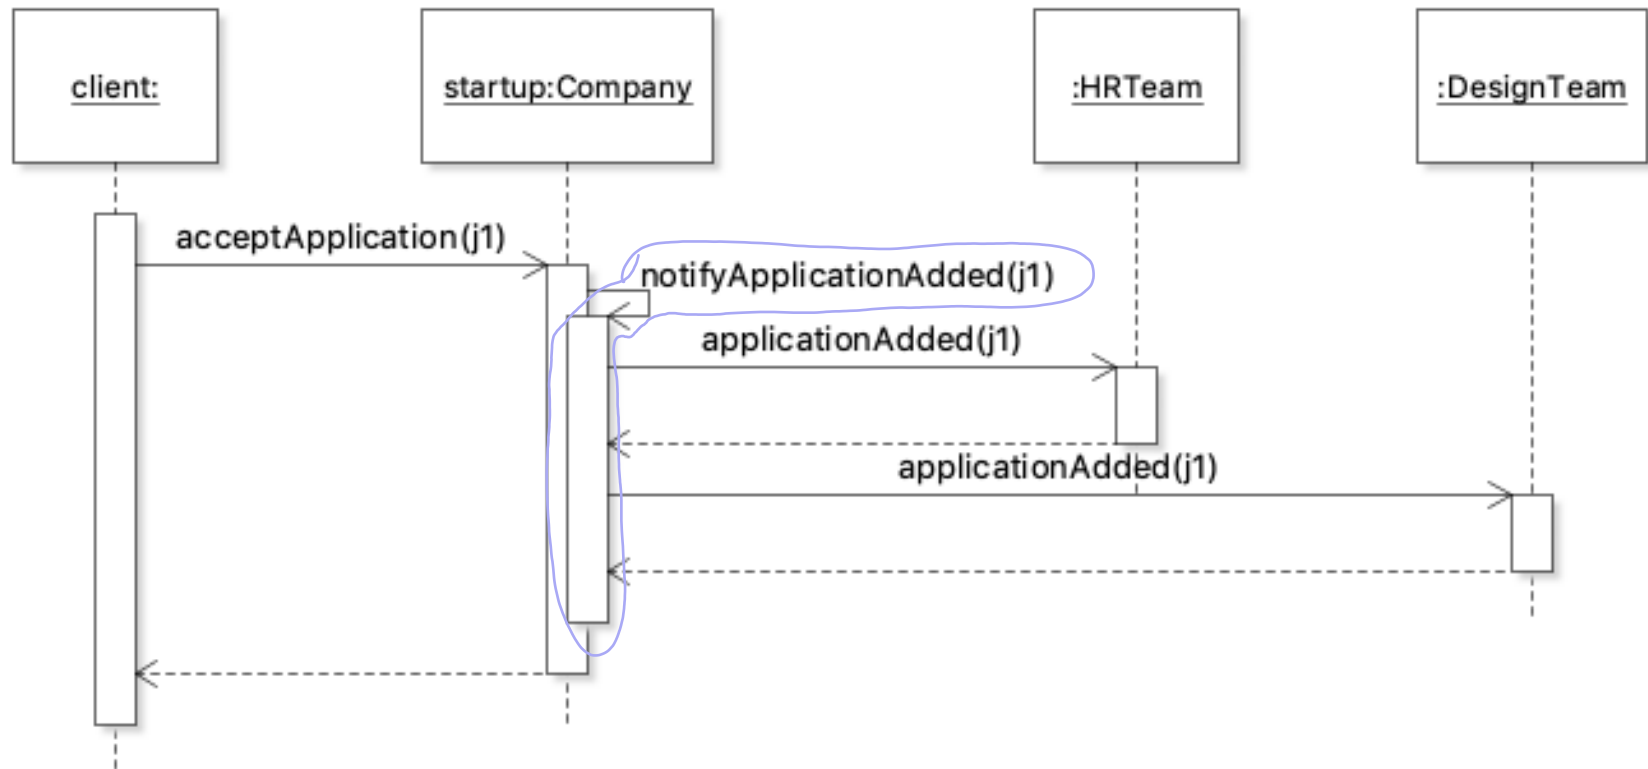 client:
startup:Company
:HRTeam
:DesignTeam
acceptApplication(j1)
notifyApplicationAdded(j1)
applicationAdded(j1)
applicationAdded(j1)